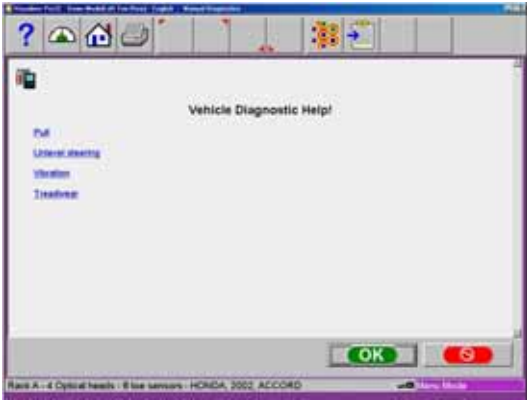 ?
Vehicle Diagnostic Help!
Pull
Unlevel steering
Vibration
Treadwear
OK
Rack A - 4 Optical heads : 8 toe sensors - HONDA, 2002, ACCORD
Menu Mode